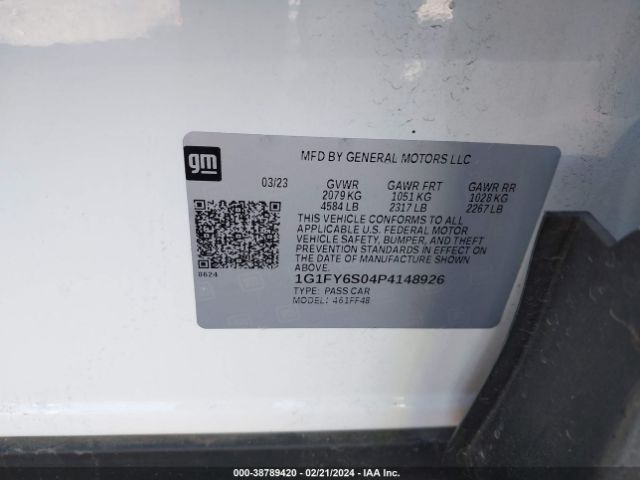 gm
MFD BY GENERAL MOTORS LLC
03/23 GVWR GAWR FRT GAWR RR
2079 KG 1051 KG 1028 KG
4584 LB 2317 LB 2267 LB
THIS VEHICLE CONFORMS TO ALL
APPLICABLE U.S. FEDERAL MOTOR
VEHICLE SAFETY, BUMPER, AND THEFT
PREVENTION STANDARDS IN EFFECT ON
THE DATE OF MANUFACTURE SHOWN
ABOVE.
8624
1G1FY6S04P4148926
TYPE: PASS CAR
MODEL: 461FF48
000-38789420 - 02/21/2024 - IAA Inc.